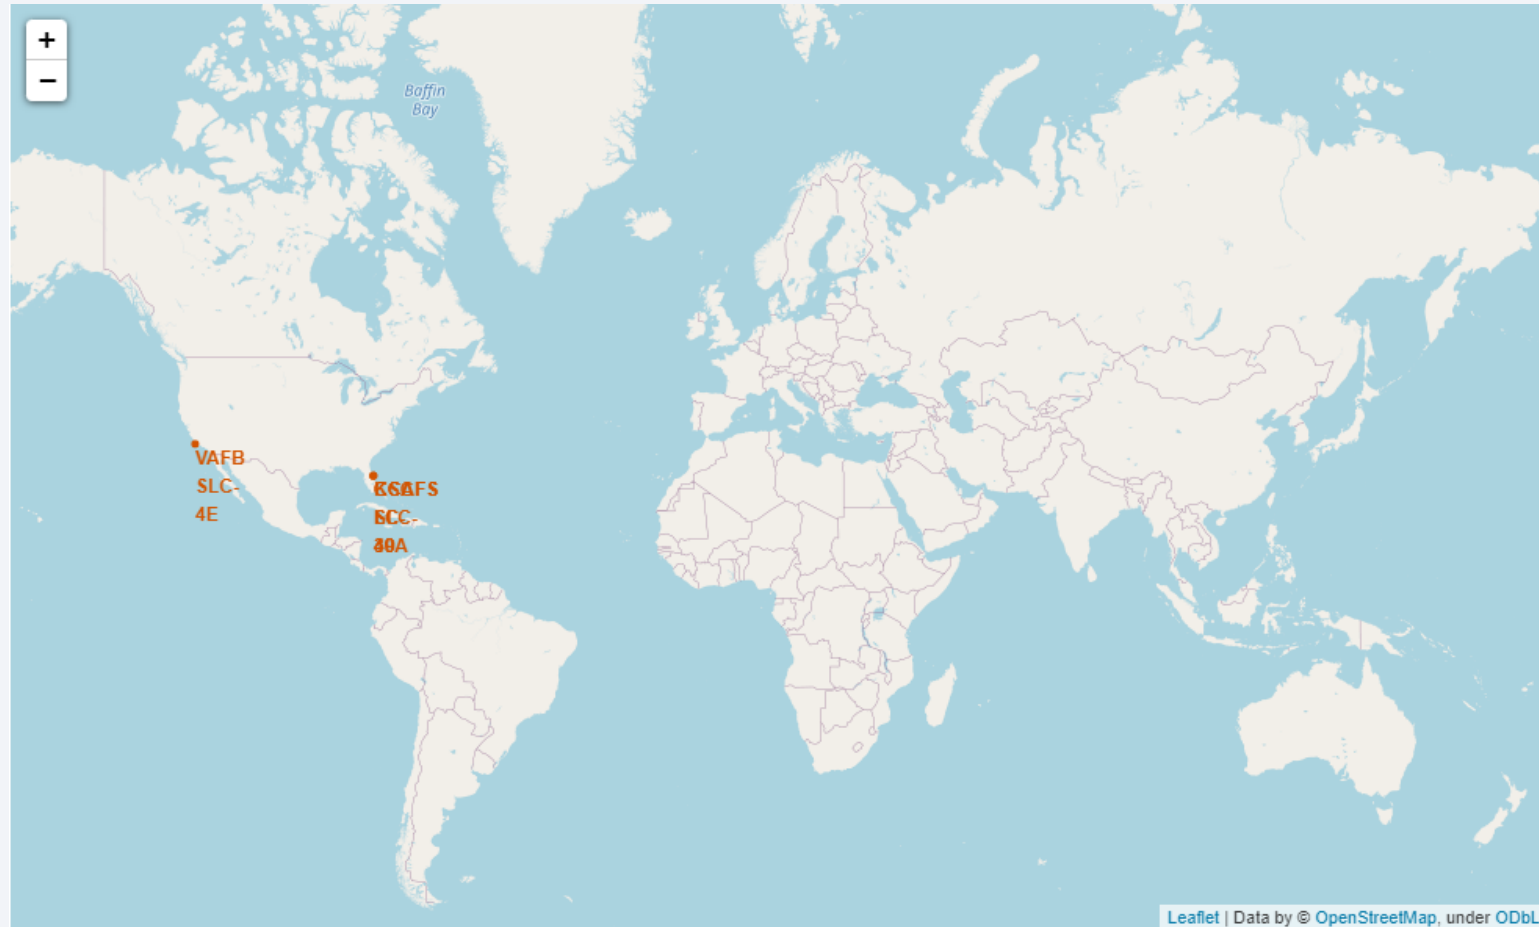 +
−
Baffin
Bay
VAFB
SLC-
4E
Leaflet | Data by © OpenStreetMap, under ODbL